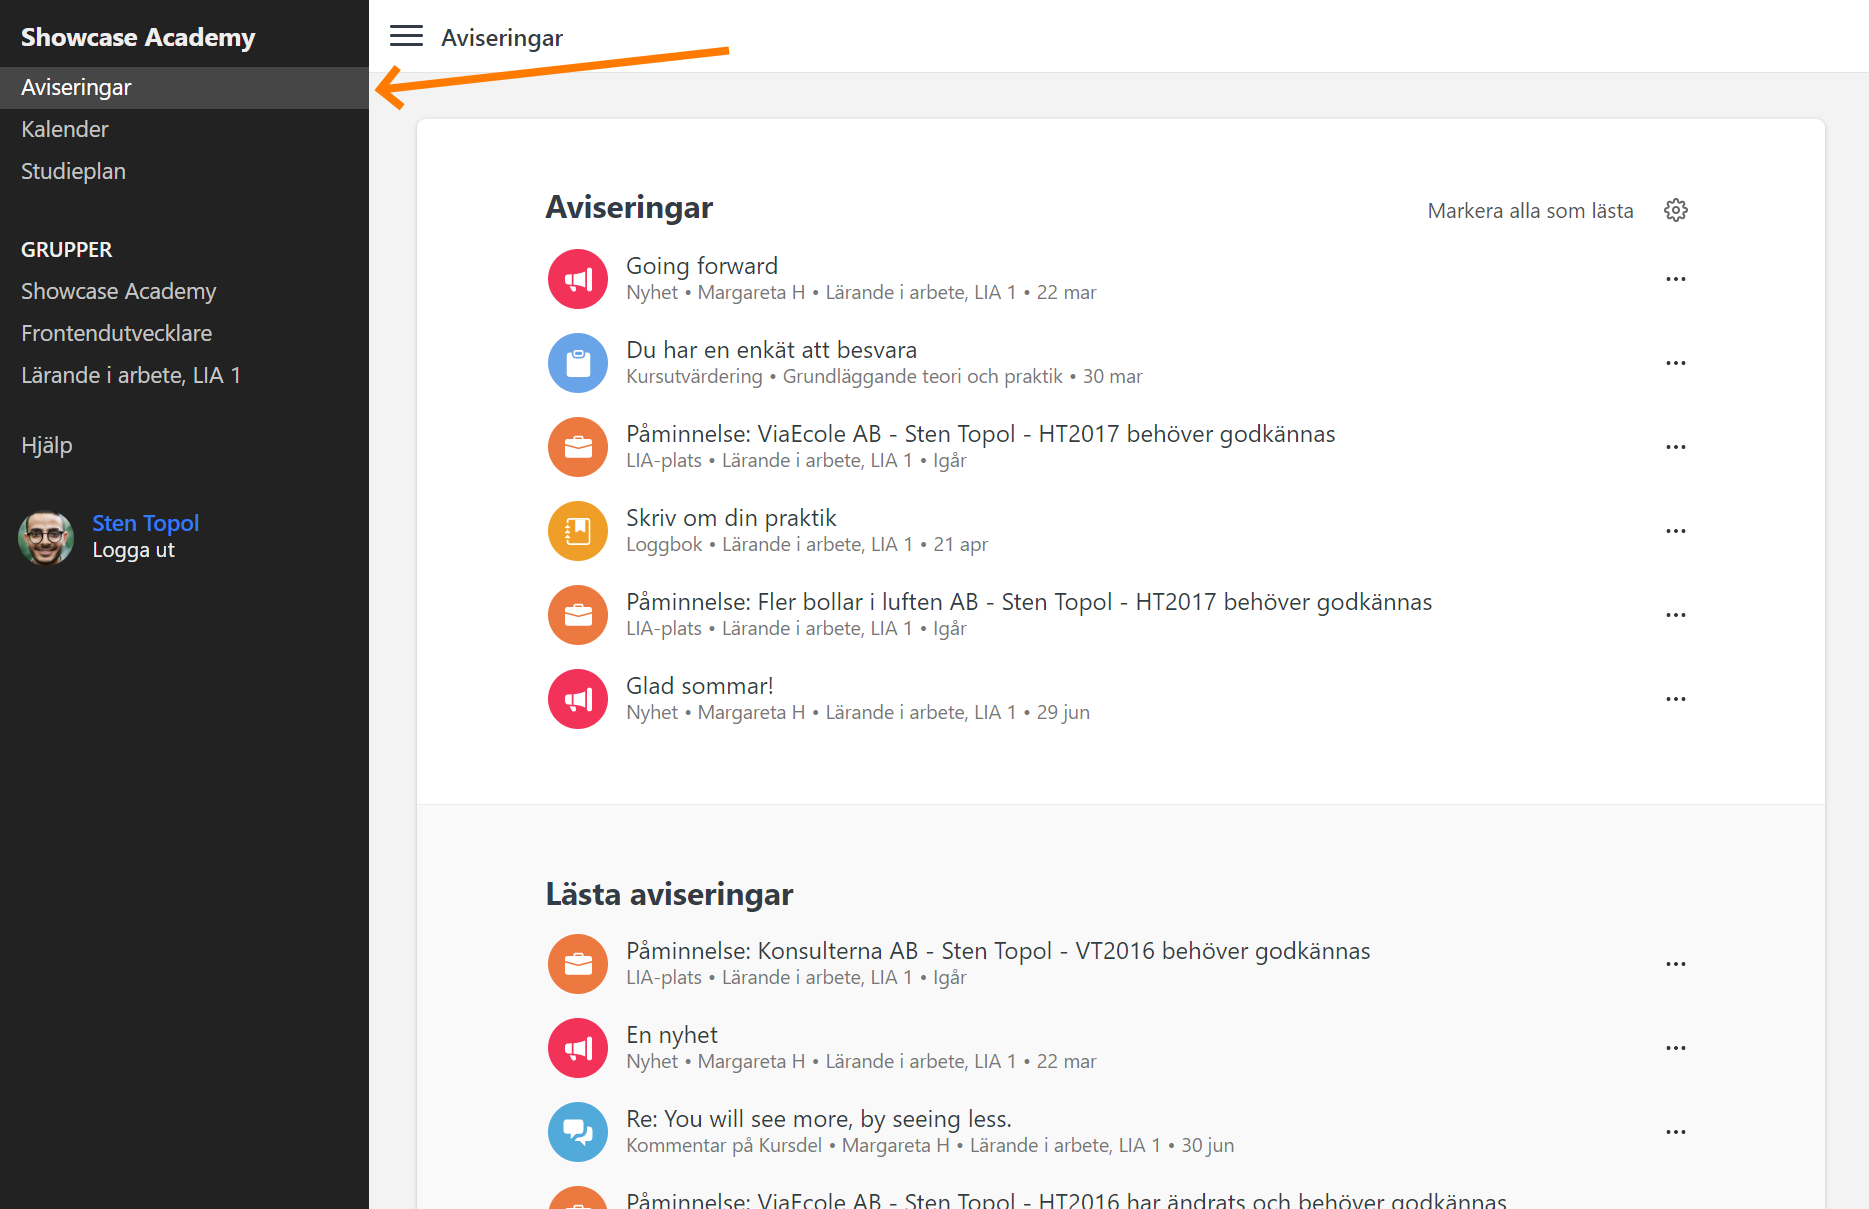 Showcase Academy
Aviseringar
Kalender
Studieplan
GRUPPER
Showcase Academy
Frontendutvecklare
Lärande i arbete, LIA 1
Hjälp
Sten Topol
Logga ut
Aviseringar
Aviseringar
Markera alla som lästa
Going forward
Nyhet • Margareta H • Lärande i arbete, LIA 1 • 22 mar
Du har en enkät att besvara
Kursutvärdering • Grundläggande teori och praktik • 30 mar
Påminnelse: ViaEcole AB - Sten Topol - HT2017 behöver godkännas
LIA-plats • Lärande i arbete, LIA 1 • Igår
Skriv om din praktik
Loggbok • Lärande i arbete, LIA 1 • 21 apr
Påminnelse: Fler bollar i luften AB - Sten Topol - HT2017 behöver godkännas
LIA-plats • Lärande i arbete, LIA 1 • Igår
Glad sommar!
Nyhet • Margareta H • Lärande i arbete, LIA 1 • 29 jun
Lästa aviseringar
Påminnelse: Konsulterna AB - Sten Topol - VT2016 behöver godkännas
LIA-plats • Lärande i arbete, LIA 1 • Igår
En nyhet
Nyhet • Margareta H • Lärande i arbete, LIA 1 • 22 mar
Re: You will see more, by seeing less.
Kommentar på Kursdel • Margareta H • Lärande i arbete, LIA 1 • 30 jun
Påminnelse: ViaEcole AB - Sten Topol - HT2016 har ändrats och behöver godkännas